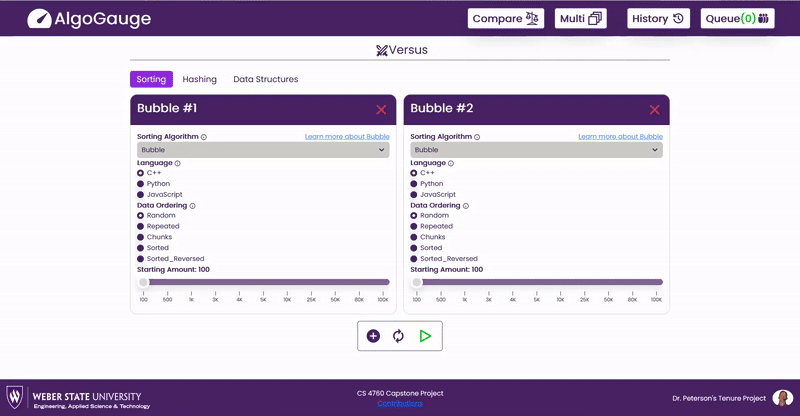 AlgoGauge
Compare
Multi
History
Queue(0)
Versus
Sorting
Hashing
Data Structures
Bubble #1
Sorting Algorithm
Learn more about Bubble
Bubble
Language
C++
Python
JavaScript
Data Ordering
Random
Repeated
Chunks
Sorted
Sorted_Reversed
Starting Amount: 100
100 500 1K 3K 4K 5K 10K 25K 50K 80K 100K
Bubble #2
Sorting Algorithm
Learn more about Bubble
Bubble
Language
C++
Python
JavaScript
Data Ordering
Random
Repeated
Chunks
Sorted
Sorted_Reversed
Starting Amount: 100
100 500 1K 3K 4K 5K 10K 25K 50K 80K 100K
WEBER STATE UNIVERSITY
Engineering, Applied Science & Technology
CS 4760 Capstone Project
Contributions
Dr. Peterson's Tenure Project